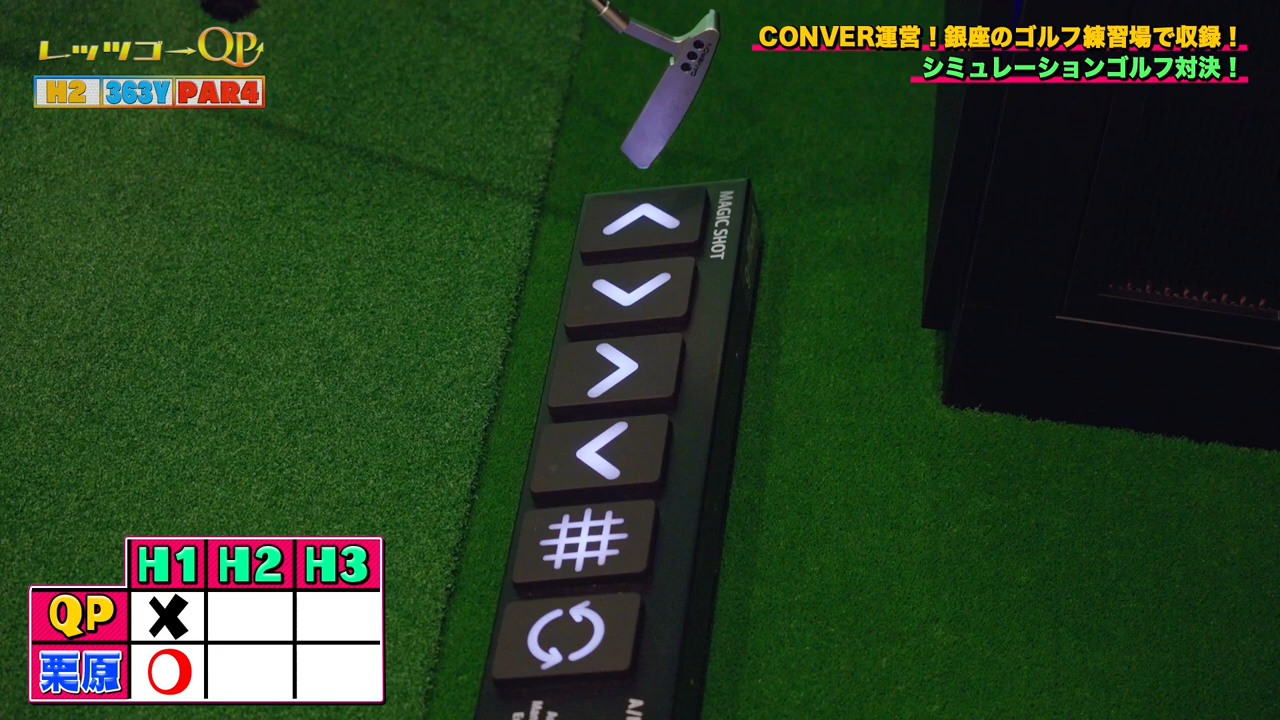 レッツゴーQP
H2 363Y PAR4
CONVER運営！銀座のゴルフ練習場で収録！
シミュレーションゴルフ対決！
MAGIC SHOT
H1 H2 H3
QP ×
栗原 ○